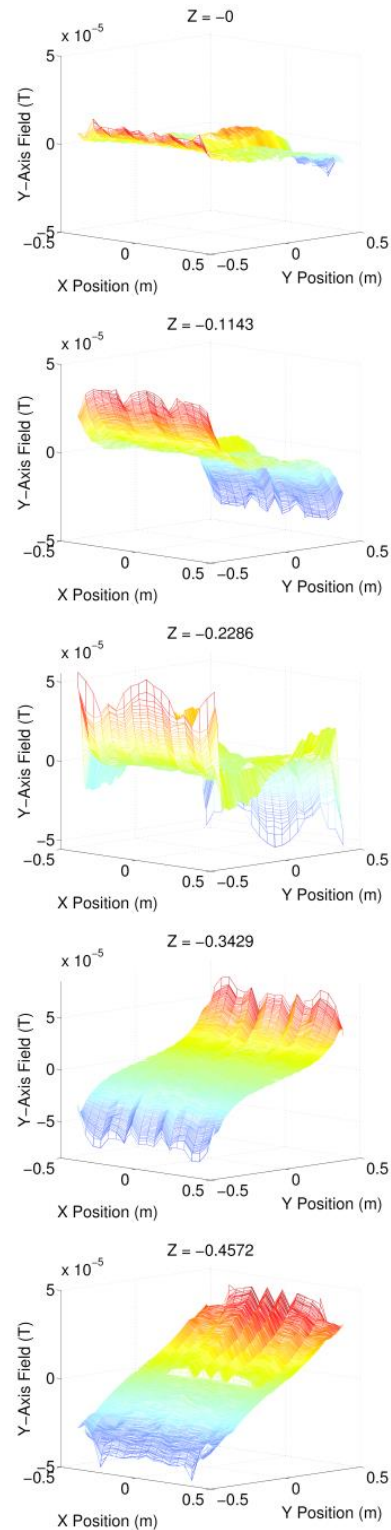 Z = −0
x 10⁻⁵
5
0
−5
Y−Axis Field (T)
−0.5
0
0.5
X Position (m)
−0.5
0
0.5
Y Position (m)
Z = −0.1143
x 10⁻⁵
5
0
−5
Y−Axis Field (T)
−0.5
0
0.5
X Position (m)
−0.5
0
0.5
Y Position (m)
Z = −0.2286
x 10⁻⁵
5
0
−5
Y−Axis Field (T)
−0.5
0
0.5
X Position (m)
−0.5
0
0.5
Y Position (m)
Z = −0.3429
x 10⁻⁵
5
0
−5
Y−Axis Field (T)
−0.5
0
0.5
X Position (m)
−0.5
0
0.5
Y Position (m)
Z = −0.4572
x 10⁻⁵
5
0
−5
Y−Axis Field (T)
−0.5
0
0.5
X Position (m)
−0.5
0
0.5
Y Position (m)